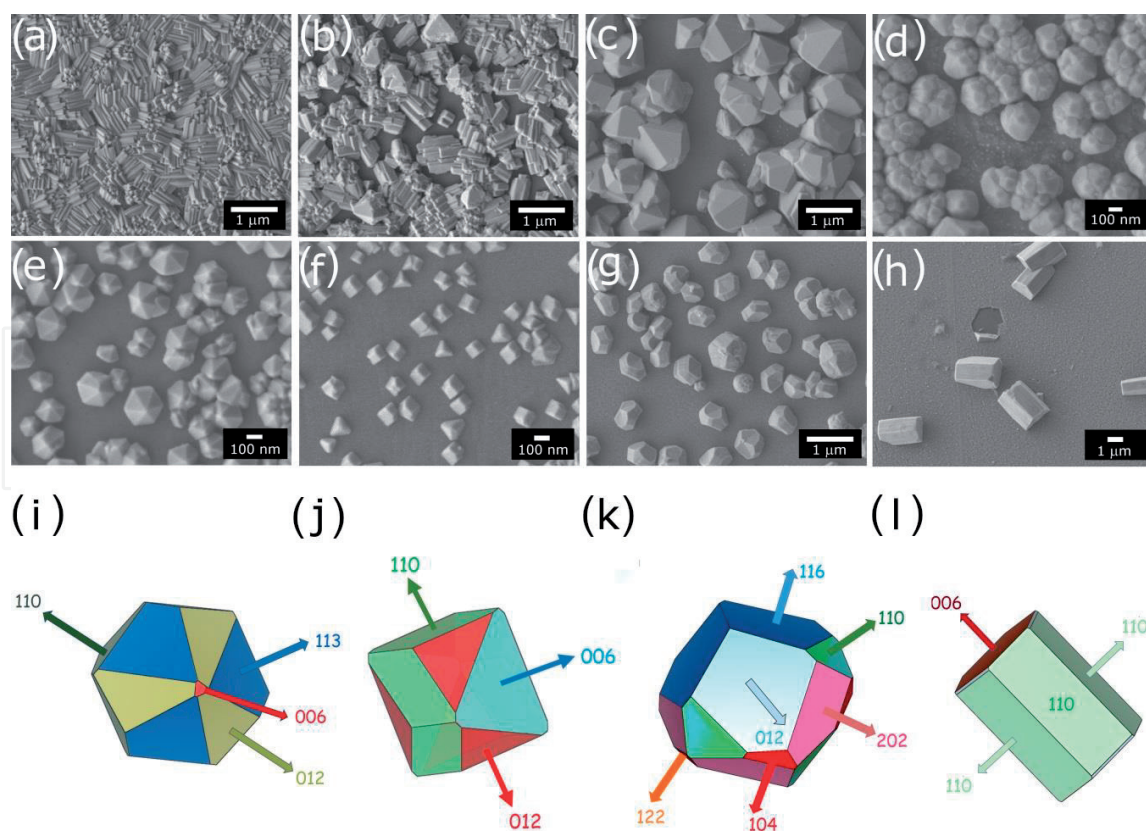 (a) (b) (c) (d)
1 μm 1 μm 1 μm 100 nm
(e) (f) (g) (h)
100 nm 100 nm 1 μm 1 μm
(i) (j) (k) (l)
110 113 006 012
110 006 012
116 110 202 012 104 122
006 110 110 110